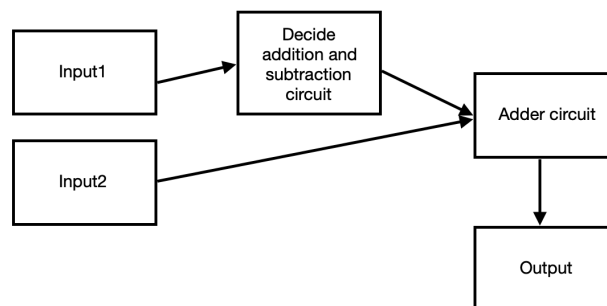 Input1
Decide
addition and
subtraction
circuit
Adder circuit
Input2
Output